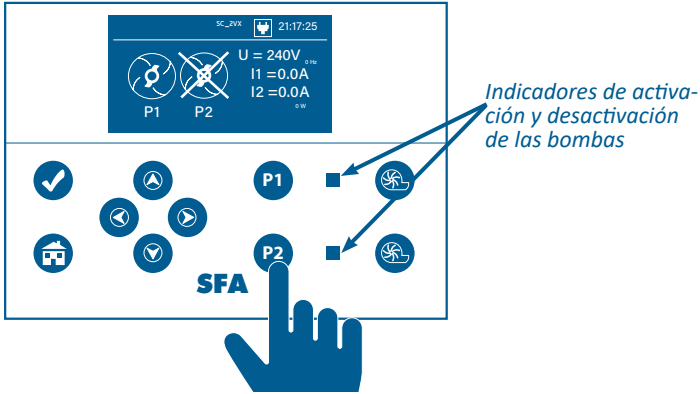 SC_2VX 21:17:25
U = 240V
0 Hz
I1 =0.0A
I2 =0.0A
0 W
P1 P2
Indicadores de activa-
ción y desactivación
de las bombas
P1
P2
SFA